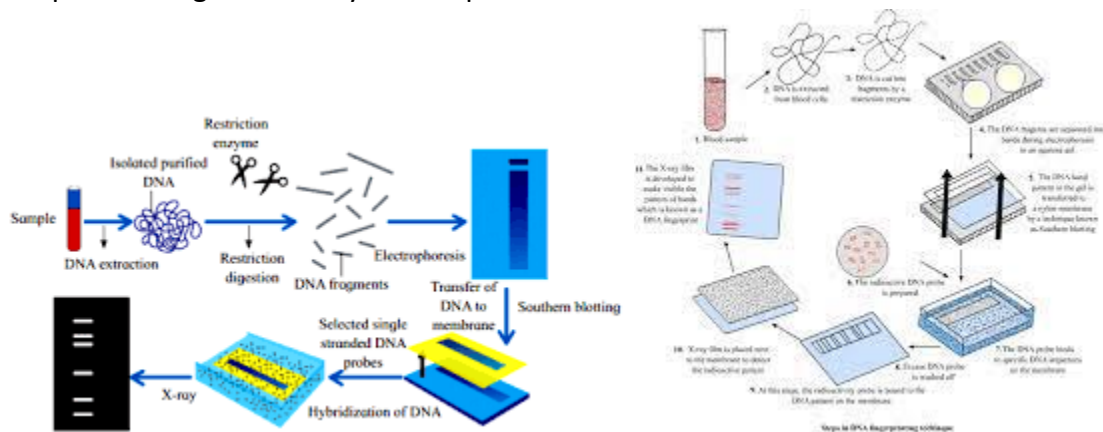 Restriction
enzyme
Isolated purified
DNA
Sample
DNA extraction
Restriction
digestion
DNA fragments
Electrophoresis
Transfer of
DNA to
membrane
Southern blotting
Selected single
stranded DNA
probes
Hybridization of DNA
X-ray
1. Blood sample
2. DNA is extracted
from blood cells
3. DNA is cut into
fragments by a
restriction enzyme
4. The DNA fragments are separated into
bands during electrophoresis
in an agarose gel
5. The DNA band
pattern in the gel is
transferred to
a nylon membrane
by a technique known
as Southern blotting
6. The radioactive DNA probe
is prepared
7. The DNA probe binds
to specific DNA sequences
on the membrane
8. Excess DNA probe
is washed off
9. At this stage, the radioactivity probe is bound to the
DNA pattern on the membrane
10. X-ray film is placed next
to the membrane to detect
the radioactive pattern
11. The X-ray film
is developed to
make visible the
pattern of bands
which is known as a
DNA fingerprint
Steps in DNA fingerprinting technique